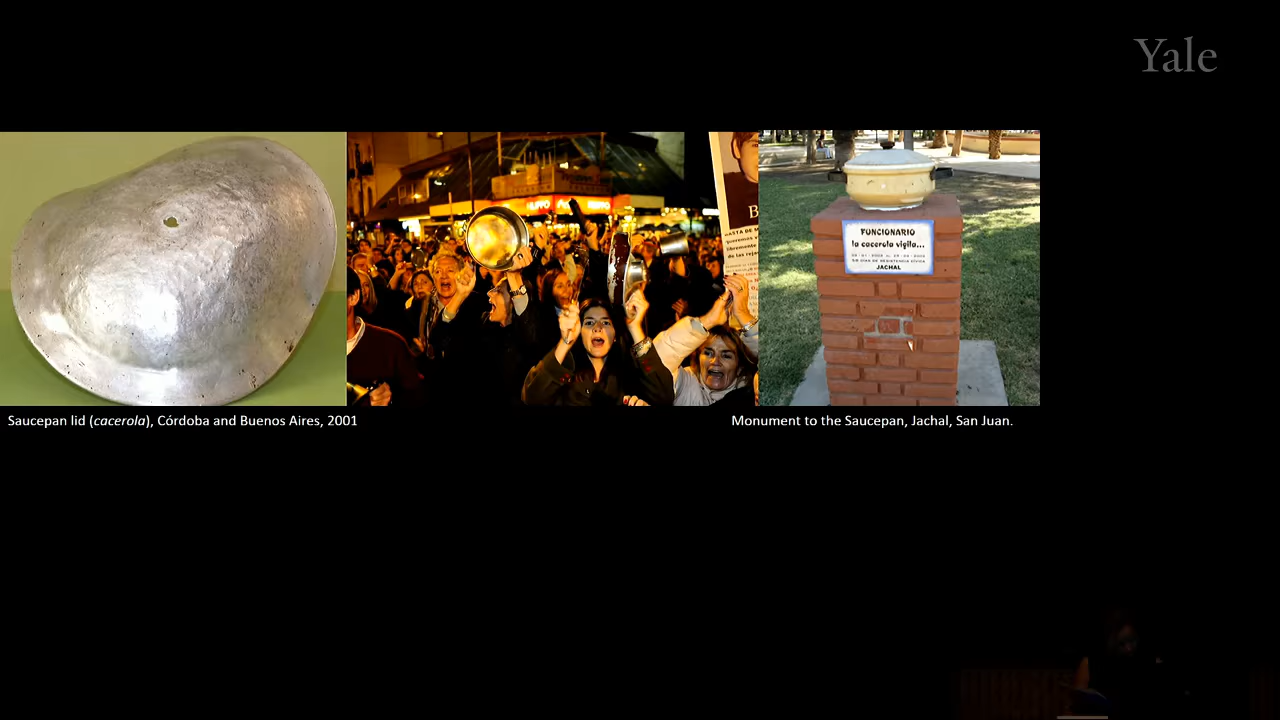 Yale
B
FUNCIONARIO
la cacerola vigila...
JACHAL
Saucepan lid (cacerola), Córdoba and Buenos Aires, 2001
Monument to the Saucepan, Jachal, San Juan.